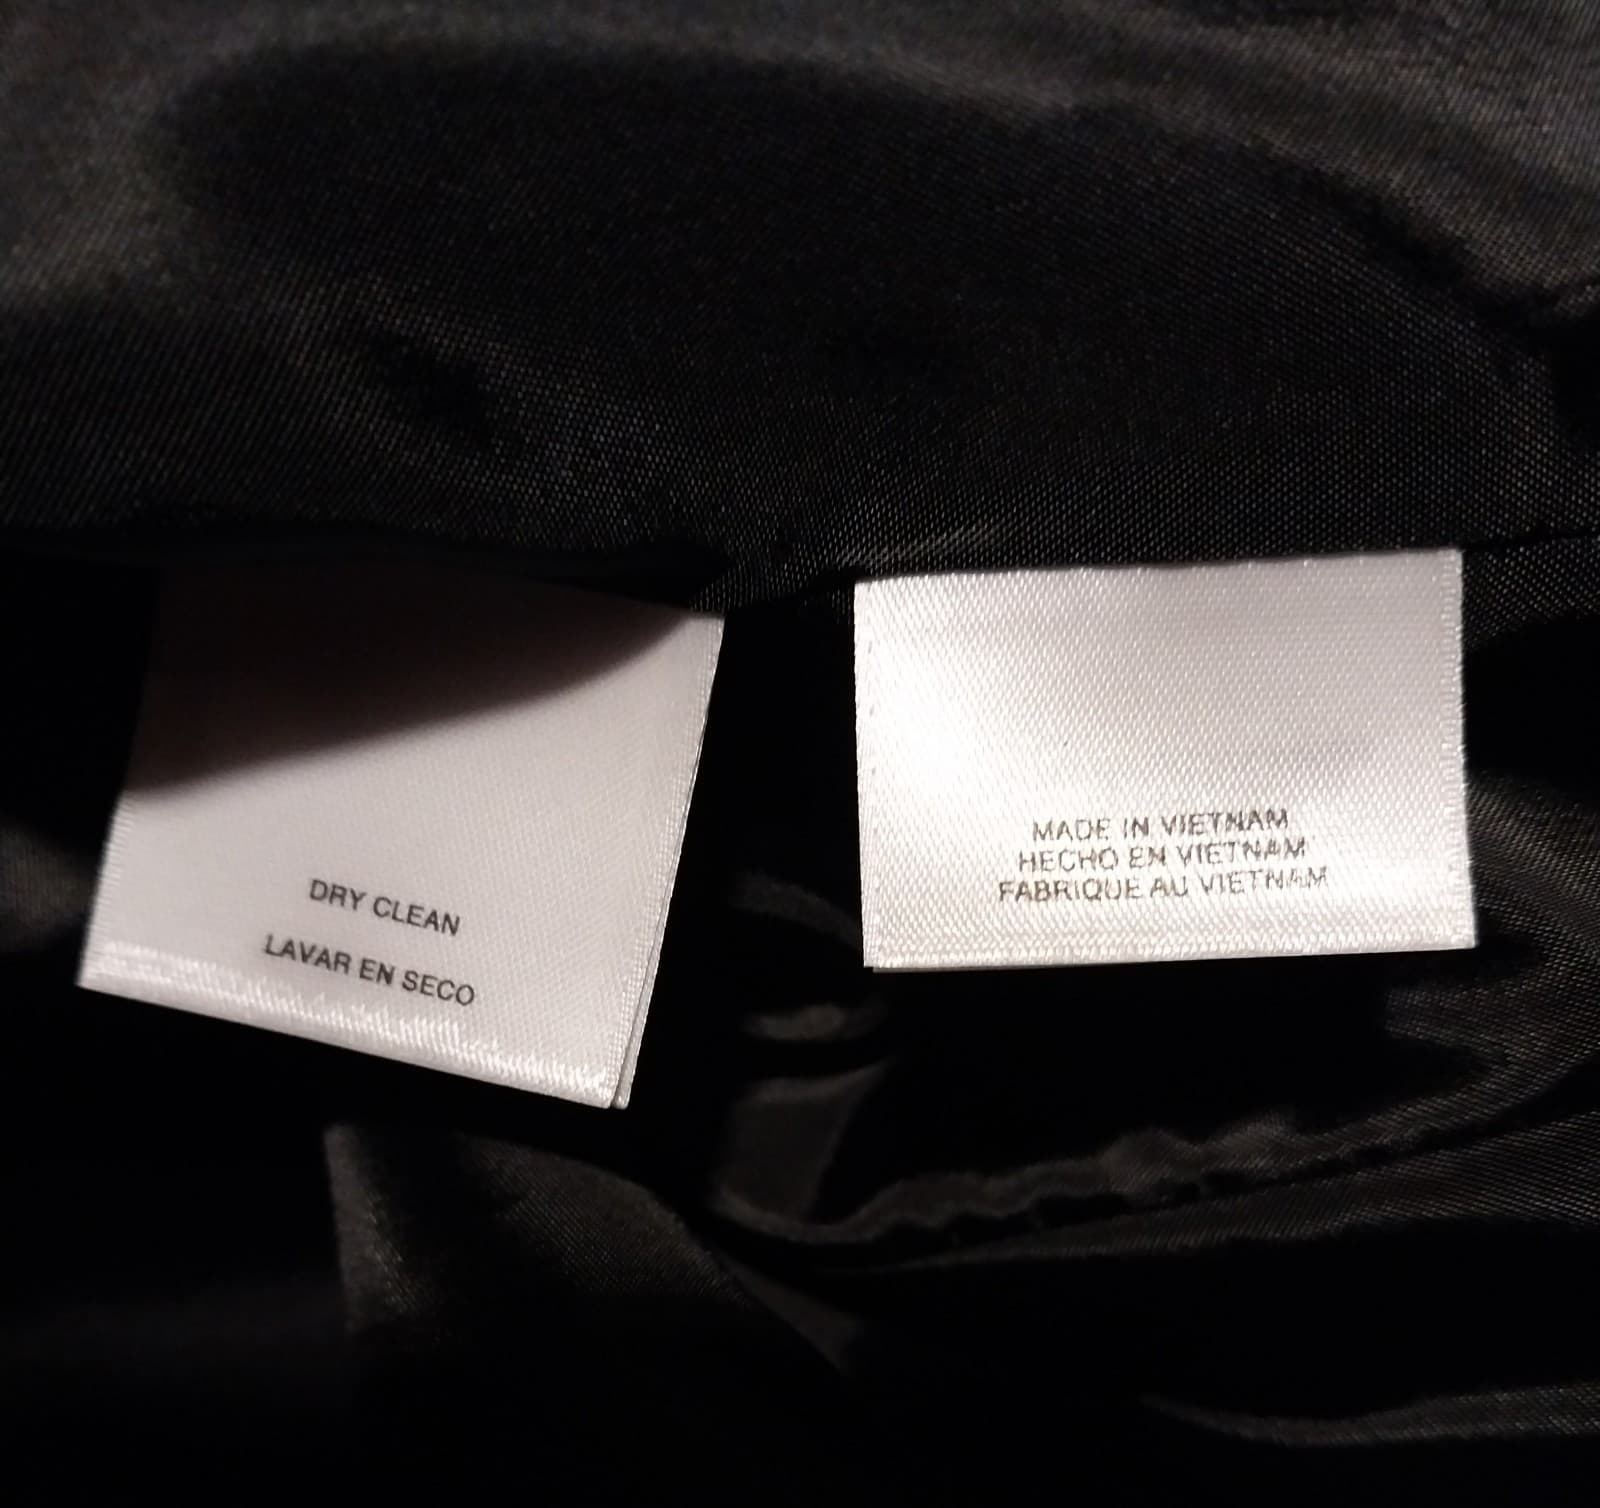 DRY CLEAN
LAVAR EN SECO
MADE IN VIETNAM
HECHO EN VIETNAM
FABRIQUE AU VIETNAM